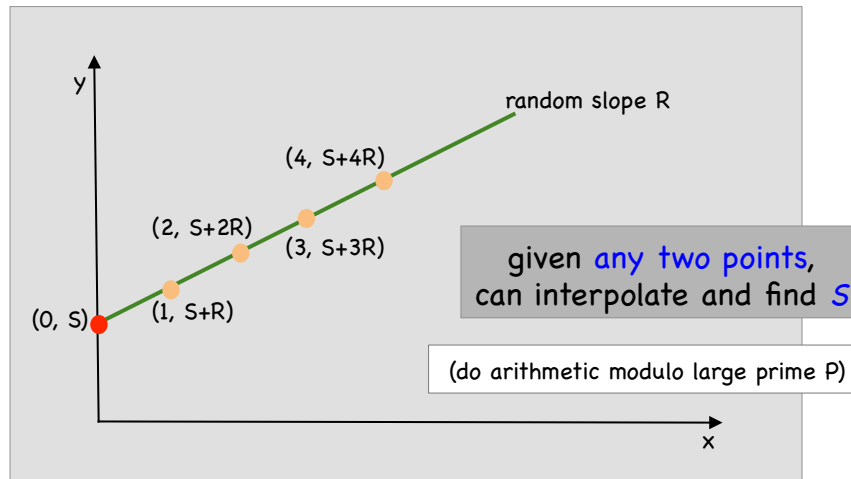 y
random slope R
(4, S+4R)
(2, S+2R)
(3, S+3R)
given any two points,
can interpolate and find S
(1, S+R)
(0, S)
(do arithmetic modulo large prime P)
x